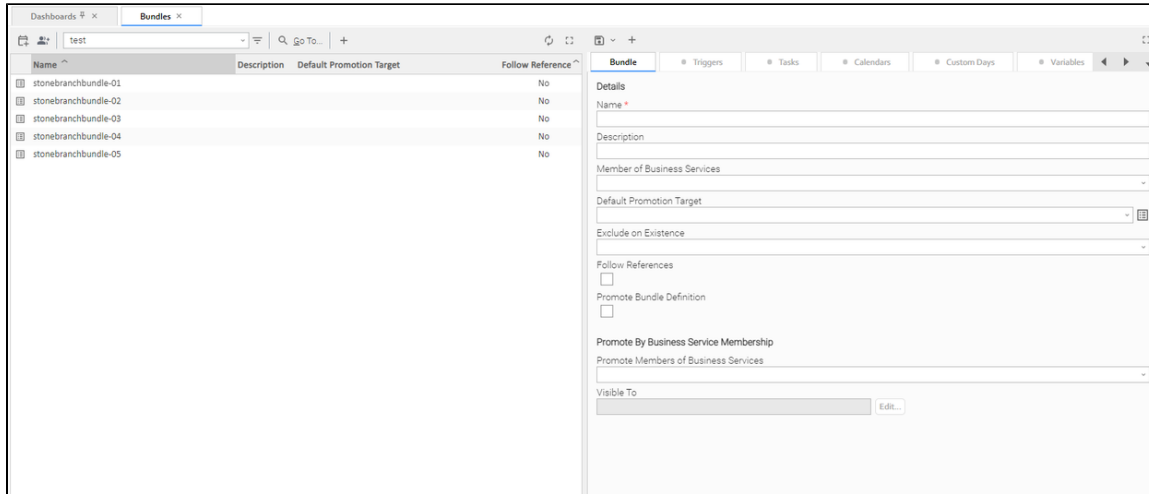 Dashboards
Bundles
test
Go To...
Name Description Default Promotion Target Follow Reference
stonebranchbundle-01 No
stonebranchbundle-02 No
stonebranchbundle-03 No
stonebranchbundle-04 No
stonebranchbundle-05 No
Bundle Triggers Tasks Calendars Custom Days Variables
Details
Name *
Description
Member of Business Services
Default Promotion Target
Exclude on Existence
Follow References
Promote Bundle Definition
Promote By Business Service Membership
Promote Members of Business Services
Visible To
Edit...